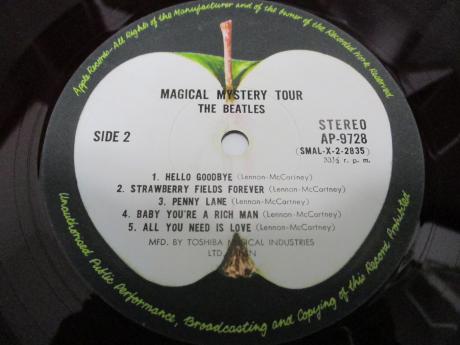 Apple Records-All Rights of the Manufacturer and of the Owner of the Recorded Work Reserved
MAGICAL MYSTERY TOUR
THE BEATLES
SIDE 2
STEREO
AP-9728
(SMAL-X-2-2835)
33⅓ r. p. m.
1. HELLO GOODBYE (Lennon-McCartney)
2. STRAWBERRY FIELDS FOREVER (Lennon-McCartney)
3. PENNY LANE (Lennon-McCartney)
4. BABY YOU'RE A RICH MAN (Lennon-McCartney)
5. ALL YOU NEED IS LOVE (Lennon-McCartney)
MFD. BY TOSHIBA MUSICAL INDUSTRIES
LTD. JAPAN
Unauthorised Public Performance, Broadcasting and Copying of this Record Prohibited